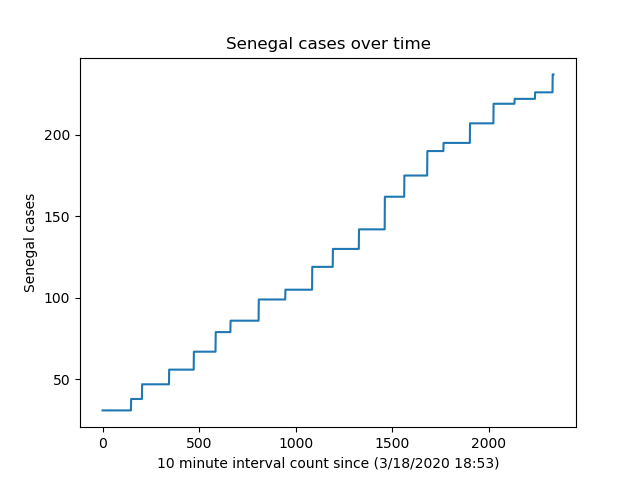 Senegal cases over time
200
150
100
50
Senegal cases
0 500 1000 1500 2000
10 minute interval count since (3/18/2020 18:53)